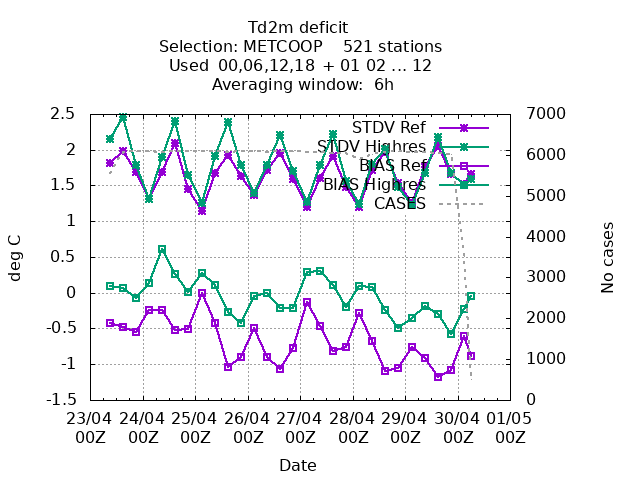 Td2m deficit
Selection: METCOOP 521 stations
Used 00,06,12,18 + 01 02 ... 12
Averaging window: 6h
2.5
2
1.5
1
0.5
0
-0.5
-1
-1.5
deg C
7000
6000
5000
4000
3000
2000
1000
0
No cases
STDV Ref
STDV Highres
BIAS Ref
BIAS Highres
CASES
23/04 24/04 25/04 26/04 27/04 28/04 29/04 30/04 01/05
00Z 00Z 00Z 00Z 00Z 00Z 00Z 00Z 00Z
Date